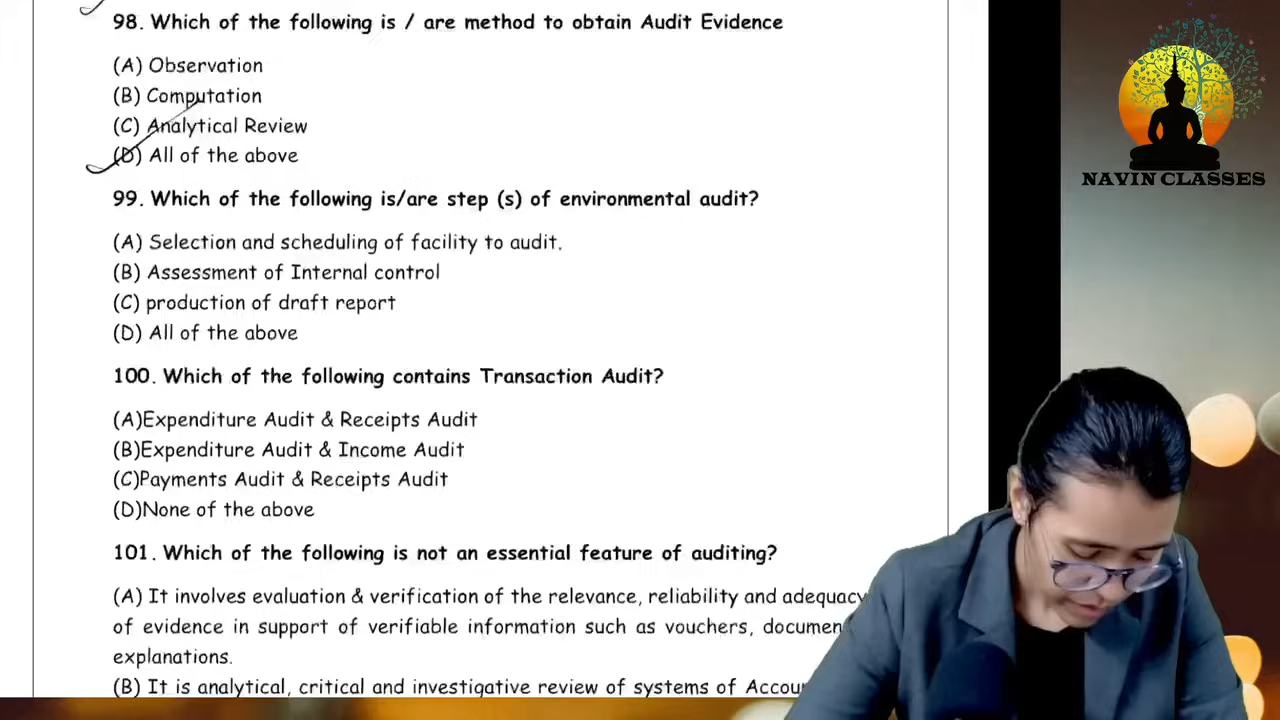 98. Which of the following is / are method to obtain Audit Evidence
(A) Observation
(B) Computation
(C) Analytical Review
(D) All of the above
99. Which of the following is/are step (s) of environmental audit?
(A) Selection and scheduling of facility to audit.
(B) Assessment of Internal control
(C) production of draft report
(D) All of the above
100. Which of the following contains Transaction Audit?
(A)Expenditure Audit & Receipts Audit
(B)Expenditure Audit & Income Audit
(C)Payments Audit & Receipts Audit
(D)None of the above
101. Which of the following is not an essential feature of auditing?
(A) It involves evaluation & verification of the relevance, reliability and adequacy
of evidence in support of verifiable information such as vouchers,
explanations.
(B) It is analytical, critical and investigative review of systems of
NAVIN CLASSES